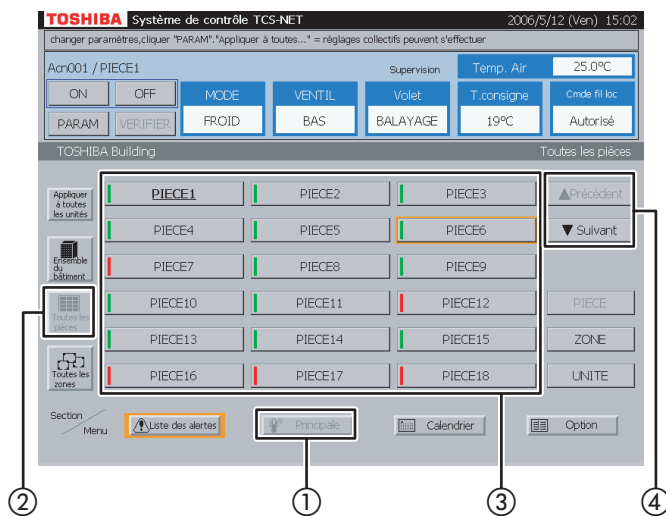 TOSHIBA Système de contrôle TCS-NET 2006/5/12 (Ven) 15:02
changer paramètres,cliquer "PARAM"."Appliquer à toutes..." = réglages collectifs peuvent s'effectuer
Acn001 / PIECE1 Supervision Temp. Air 25.0ºC
ON OFF MODE VENTIL Volet T.consigne Cmde fil loc
PARAM VERIFIER FROID BAS BALAYAGE 19ºC Autorisé
TOSHIBA Building Toutes les pièces
Appliquer
à toutes
les unités
PIECE1 PIECE2 PIECE3 ▲Précédent
PIECE4 PIECE5 PIECE6 ▼ Suivant
Ensemble
du
bâtiment
PIECE7 PIECE8 PIECE9
Toutes les
pièces
PIECE10 PIECE11 PIECE12 PIECE
PIECE13 PIECE14 PIECE15 ZONE
Toutes les
zones
PIECE16 PIECE17 PIECE18 UNITE
Section
Menu
Liste des alertes Principale Calendrier Option
② ① ③ ④